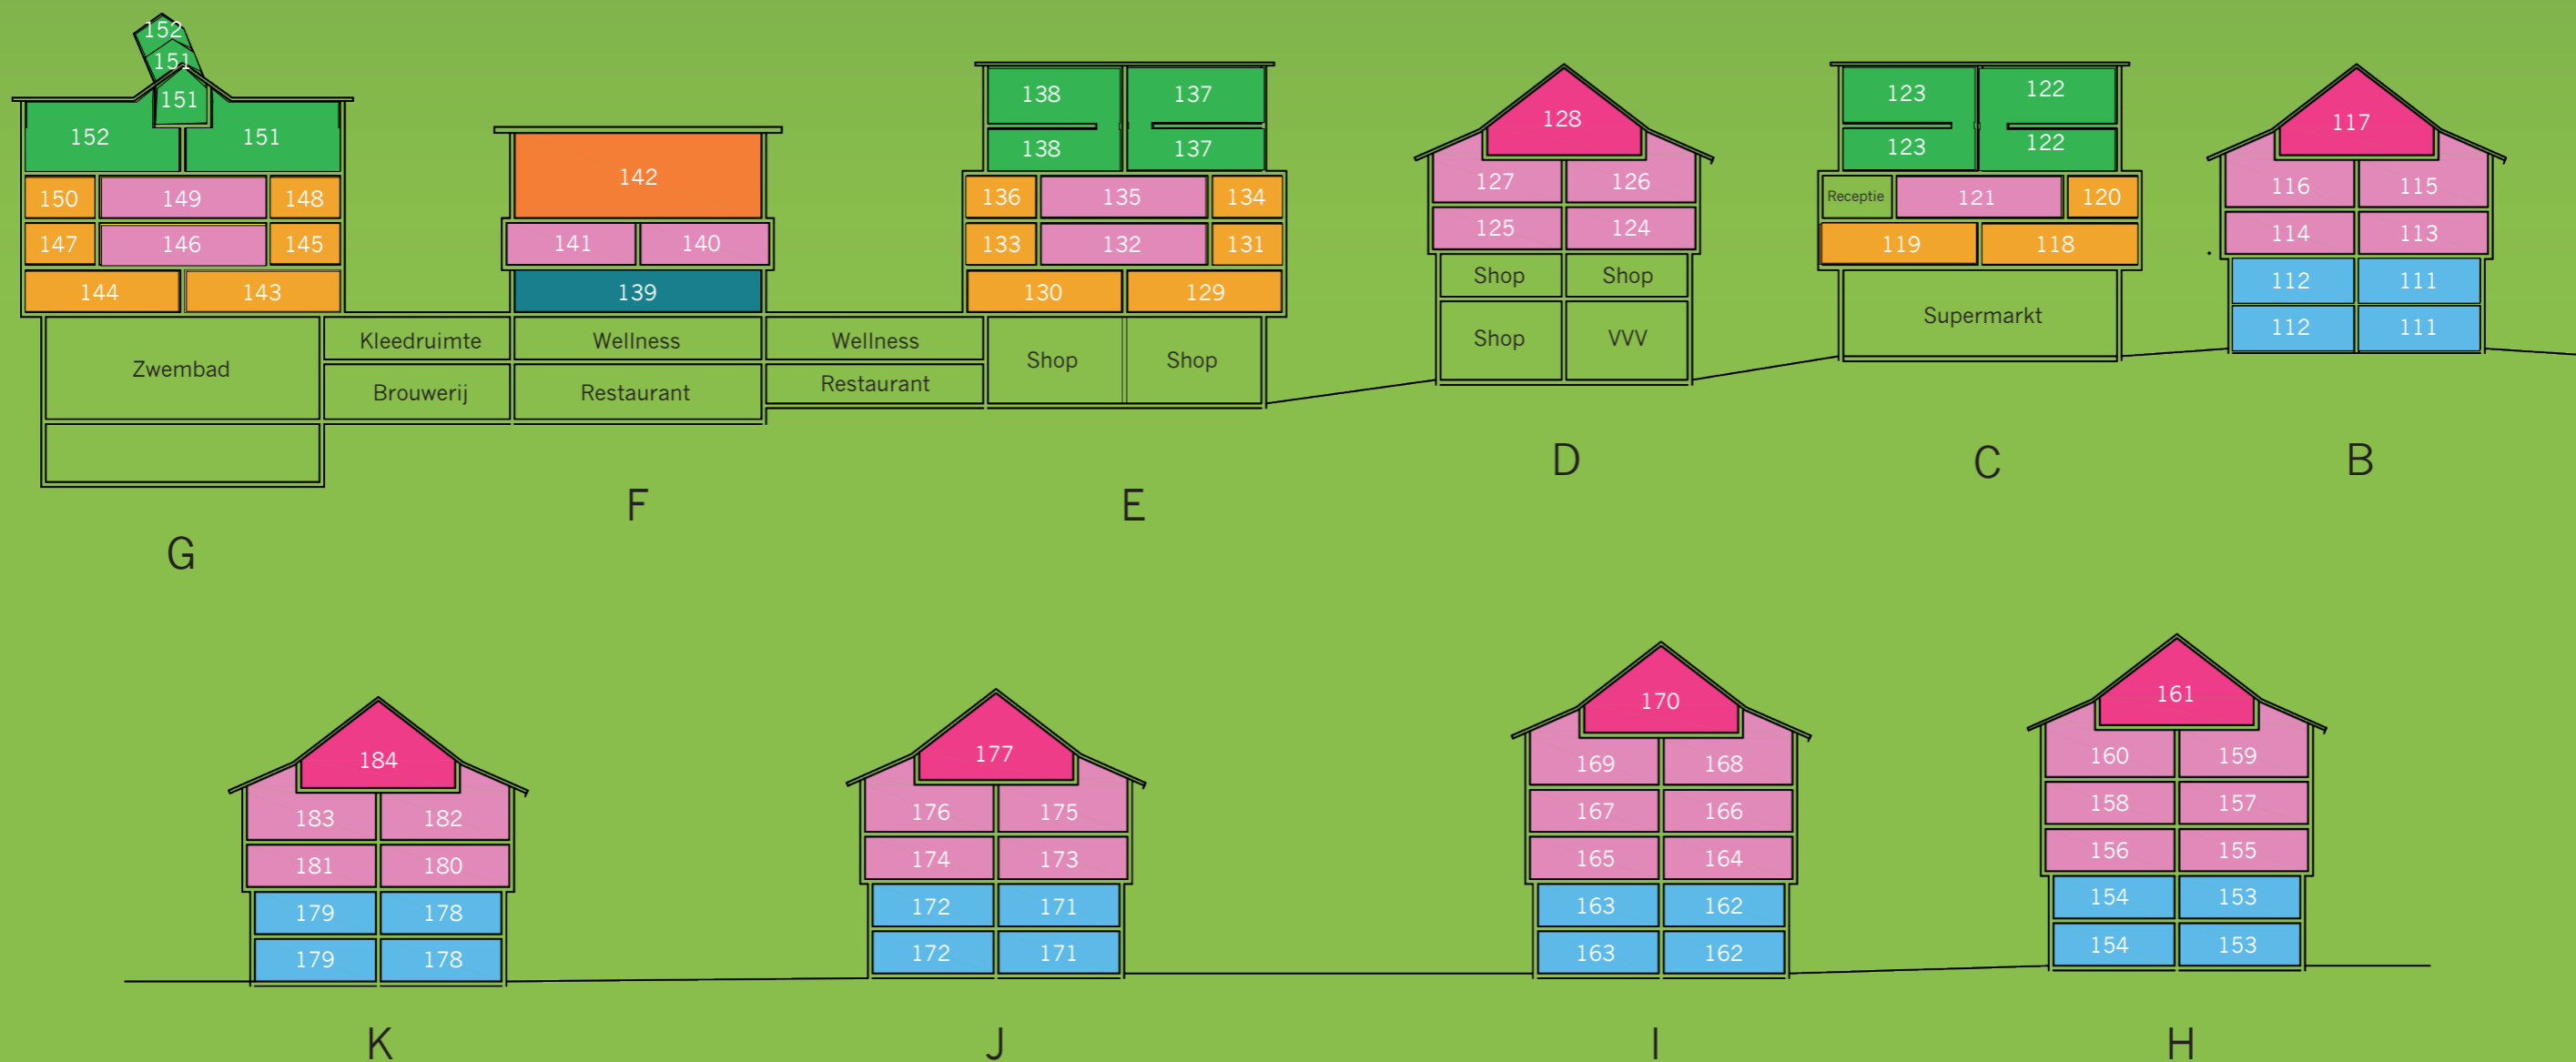 152
151
151
152 151
150 149 148
147 146 145
144 143
Zwembad
Kleedruimte
Brouwerij
G
142
141 140
139
Wellness
Restaurant
F
Wellness
Restaurant
138 137
138 137
136 135 134
133 132 131
130 129
Shop Shop
E
128
127 126
125 124
Shop Shop
Shop VVV
D
123 122
123 122
Receptie 121 120
119 118
Supermarkt
C
117
116 115
114 113
112 111
112 111
B
184
183 182
181 180
179 178
179 178
K
177
176 175
174 173
172 171
172 171
J
170
169 168
167 166
165 164
163 162
163 162
I
161
160 159
158 157
156 155
154 153
154 153
H